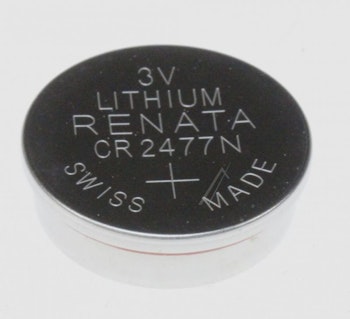 3V
LITHIUM
RENATA
CR2477N
SWISS MADE
+